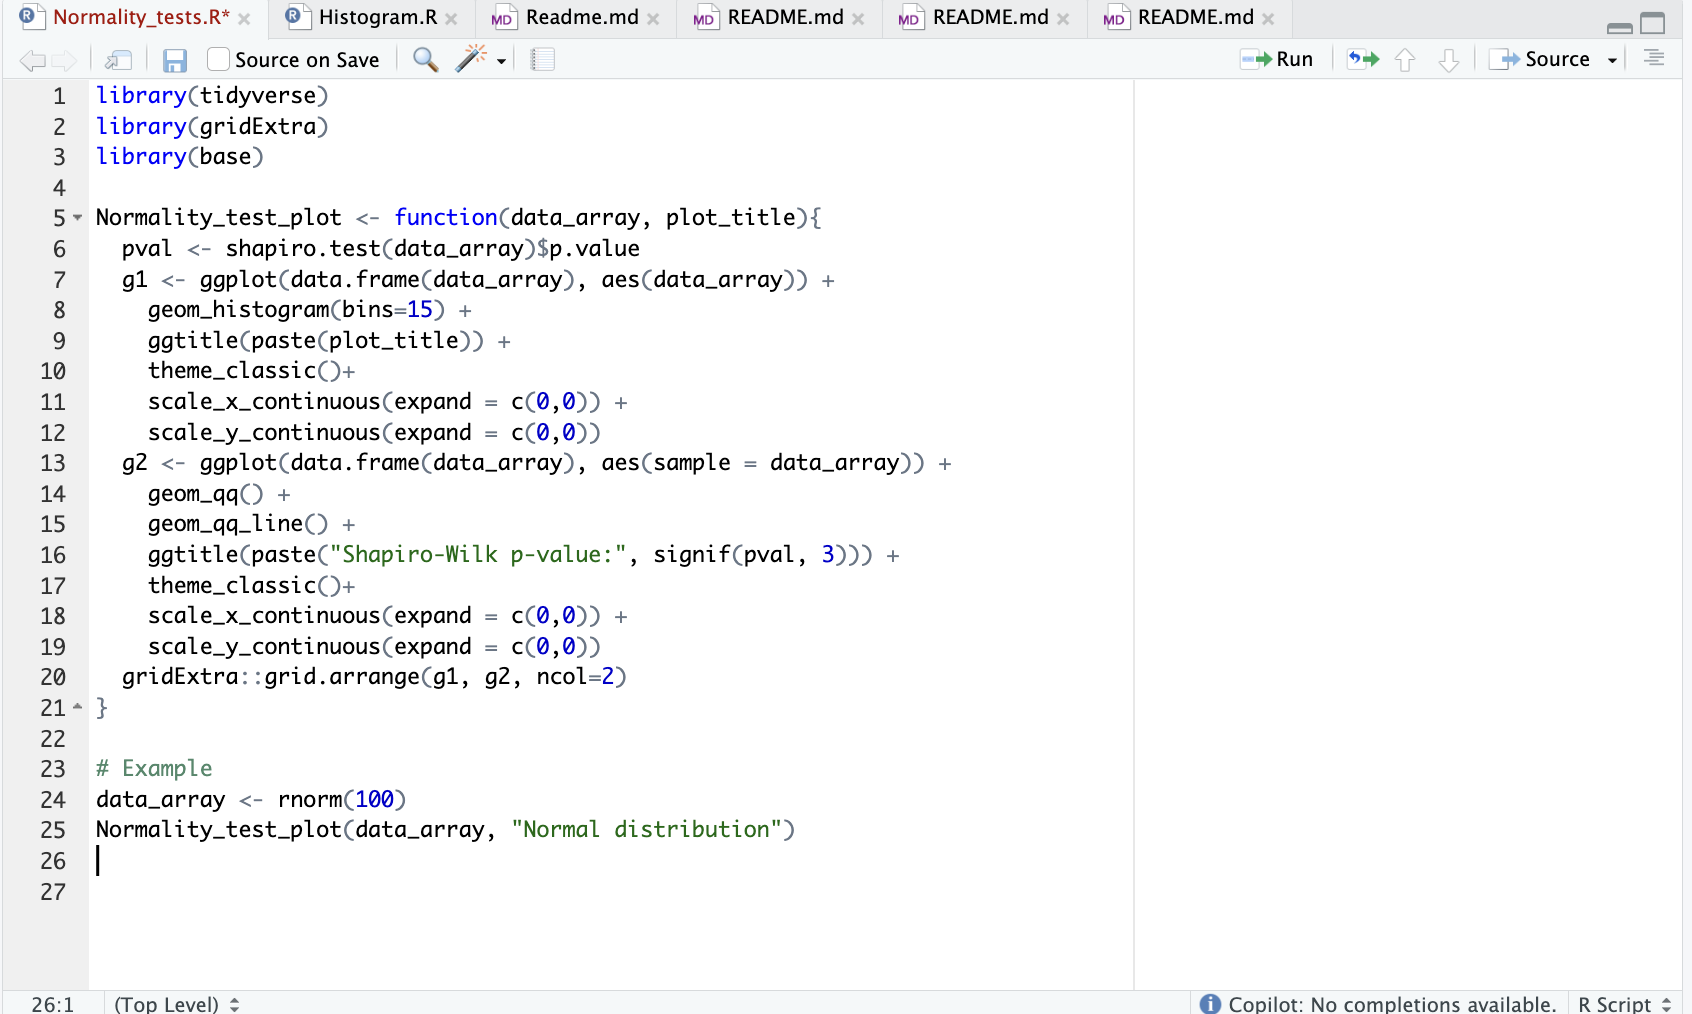 Normality_tests.R* Histogram.R Readme.md README.md README.md README.md
Source on Save Run Source
1 library(tidyverse)
2 library(gridExtra)
3 library(base)
4
5 Normality_test_plot <- function(data_array, plot_title){
6   pval <- shapiro.test(data_array)$p.value
7   g1 <- ggplot(data.frame(data_array), aes(data_array)) +
8     geom_histogram(bins=15) +
9     ggtitle(paste(plot_title)) +
10     theme_classic()+
11     scale_x_continuous(expand = c(0,0)) +
12     scale_y_continuous(expand = c(0,0))
13   g2 <- ggplot(data.frame(data_array), aes(sample = data_array)) +
14     geom_qq() +
15     geom_qq_line() +
16     ggtitle(paste("Shapiro-Wilk p-value:", signif(pval, 3))) +
17     theme_classic()+
18     scale_x_continuous(expand = c(0,0)) +
19     scale_y_continuous(expand = c(0,0))
20   gridExtra::grid.arrange(g1, g2, ncol=2)
21 }
22
23 # Example
24 data_array <- rnorm(100)
25 Normality_test_plot(data_array, "Normal distribution")
26
27
26:1 (Top Level) Copilot: No completions available. R Script